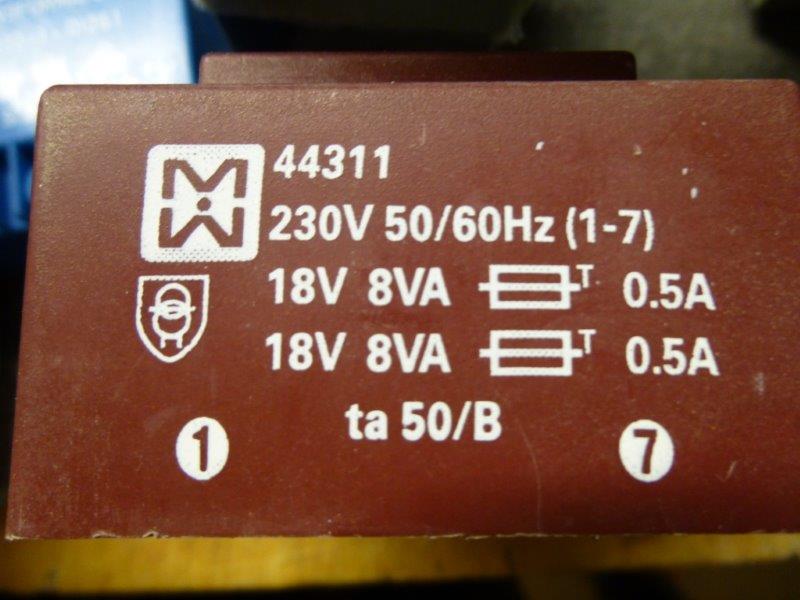 44311
230V 50/60Hz (1-7)
18V 8VA T 0.5A
18V 8VA T 0.5A
ta 50/B
1 7